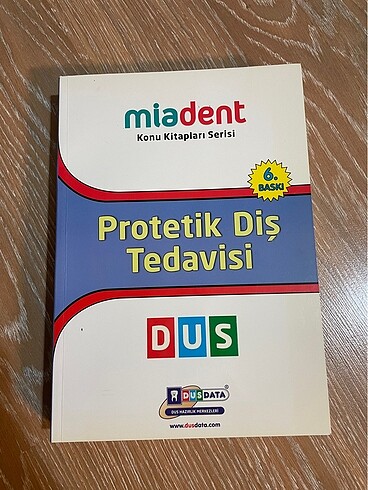 miadent
Konu Kitapları Serisi
6.
BASKI
Protetik Diş
Tedavisi
DUS
DUSDATA
DUS HAZIRLIK MERKEZLERİ
www.dusdata.com